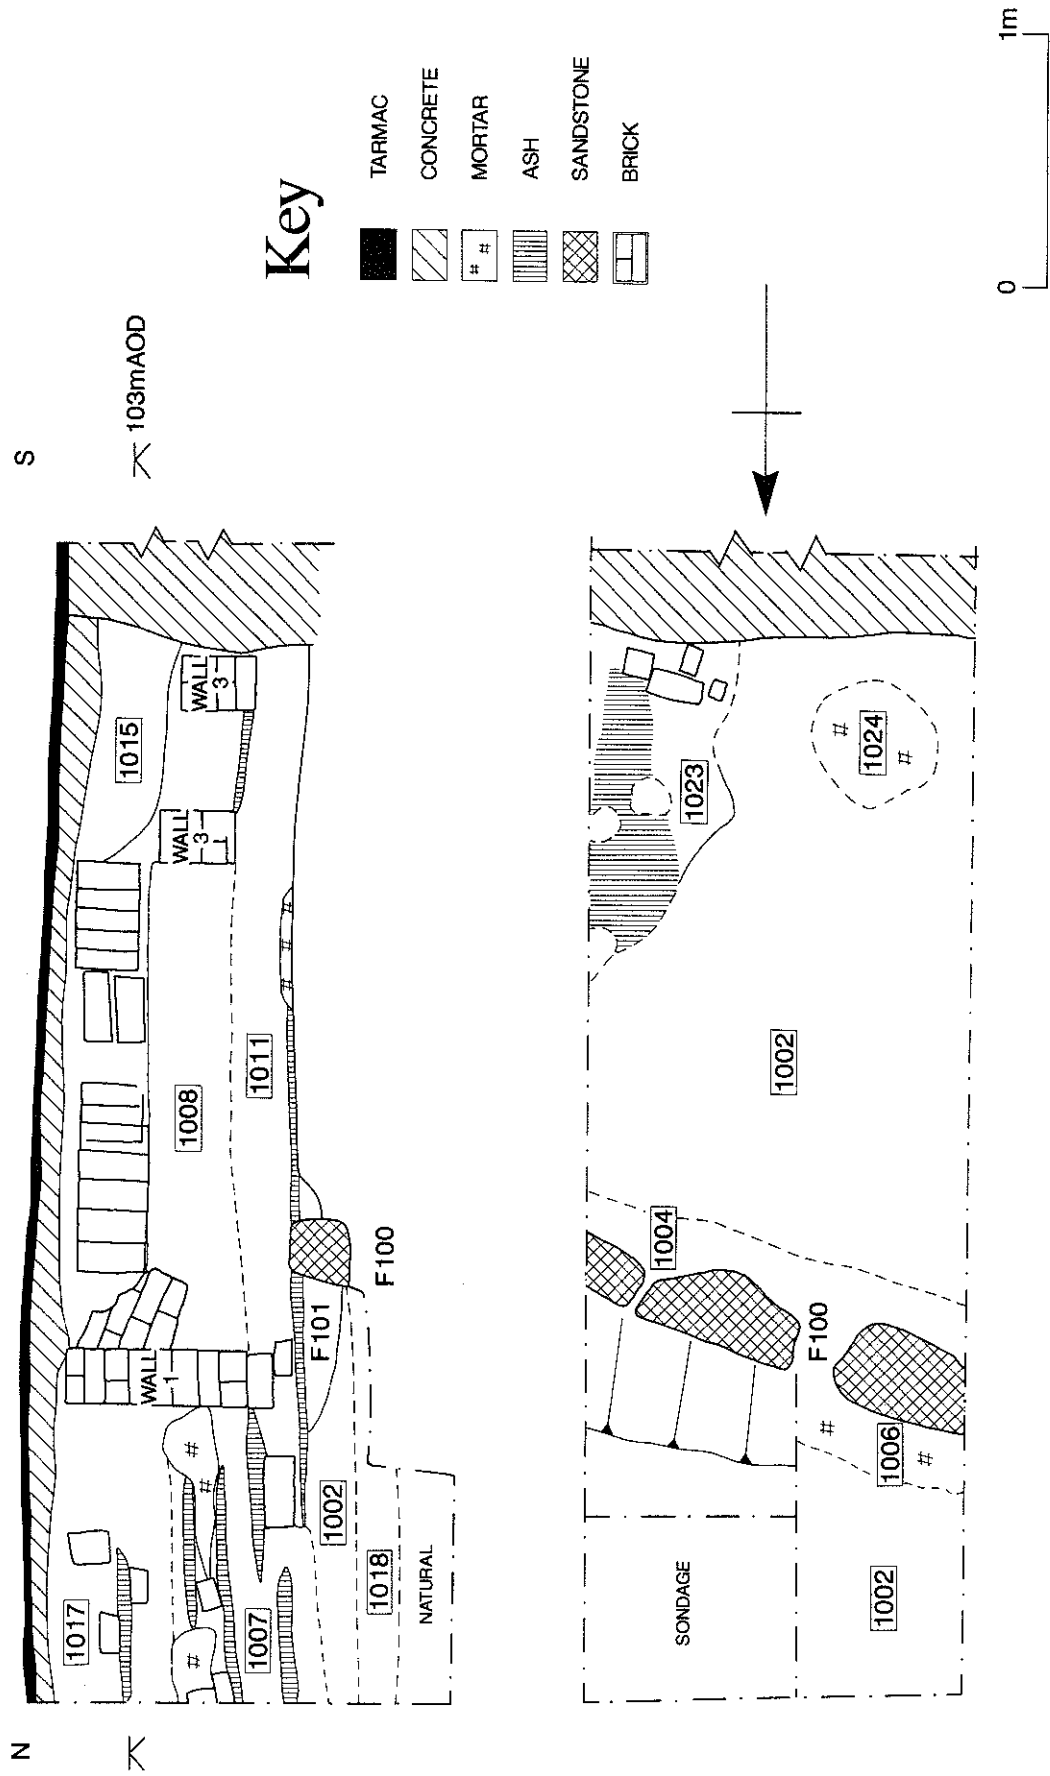 N
S
103mAOD
1017
1007
1002
1018
NATURAL
WALL
1
F101
F100
1008
1011
WALL
3
1015
WALL
3
SONDAGE
1002
1006
F100
1004
1002
1023
1024
Key
TARMAC
CONCRETE
MORTAR
ASH
SANDSTONE
BRICK
0
1m